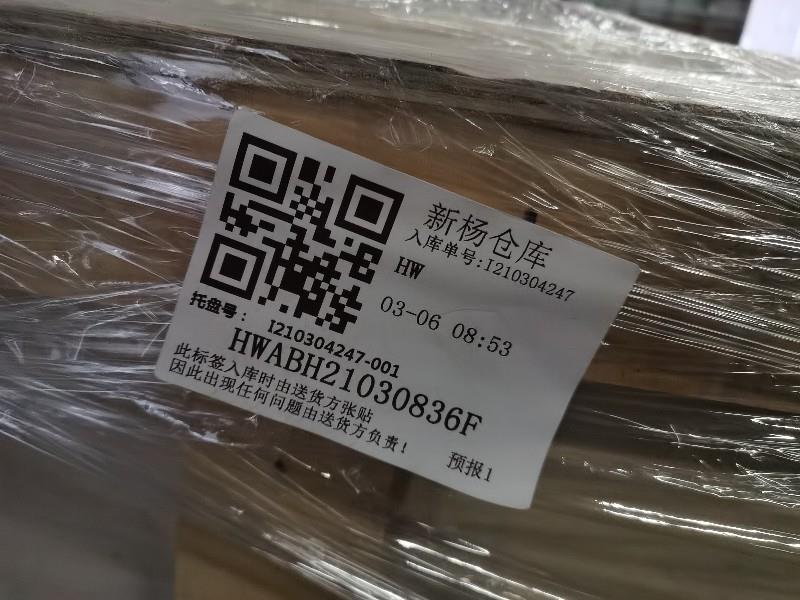 新杨仓库
入库单号:I210304247
HW
03-06 08:53
托盘号: I210304247-001
HWABH21030836F
此标签入库时由送货方张贴
因此出现任何问题由送货方负责!
预报1